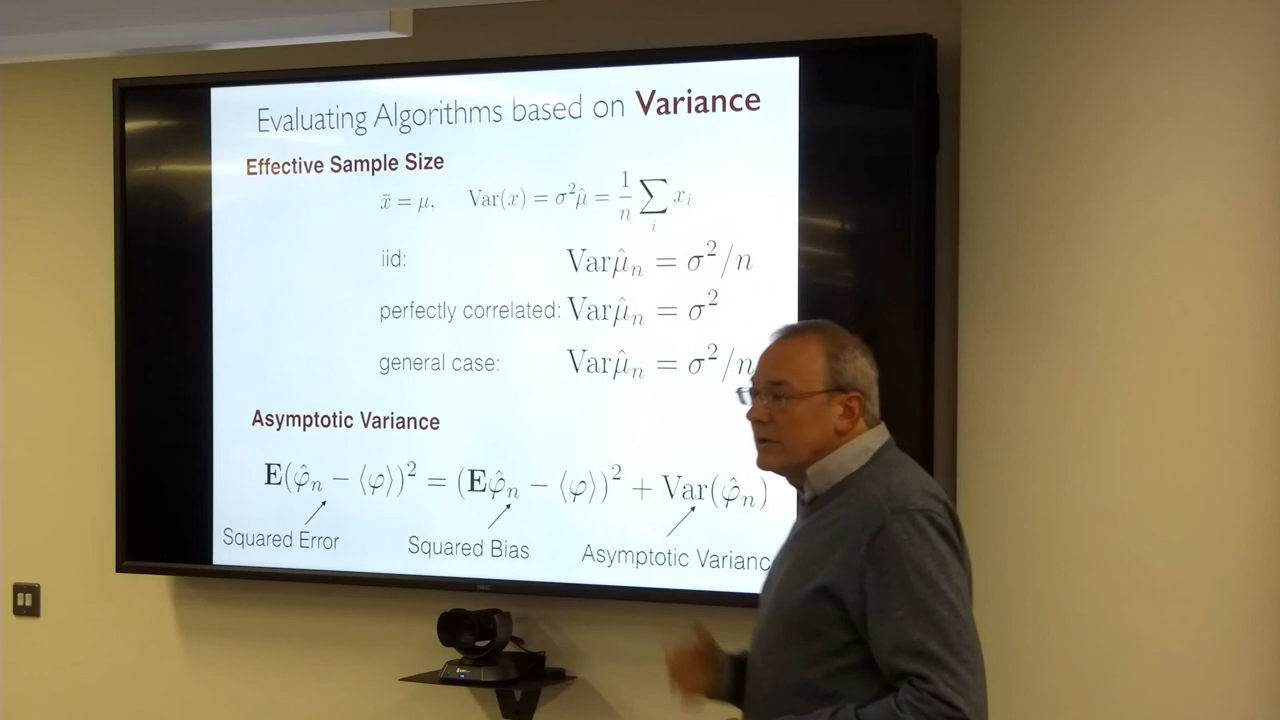 Evaluating Algorithms based on Variance
Effective Sample Size
x̄ = μ, Var(x) = σ²μ̂ = 1/n ∑ᵢ xᵢ
iid: Varμ̂ₙ = σ²/n
perfectly correlated: Varμ̂ₙ = σ²
general case: Varμ̂ₙ = σ²/n
Asymptotic Variance
E(φ̂ₙ − ⟨φ⟩)² = (Eφ̂ₙ − ⟨φ⟩)² + Var(φ̂ₙ)
Squared Error Squared Bias Asymptotic Varianc